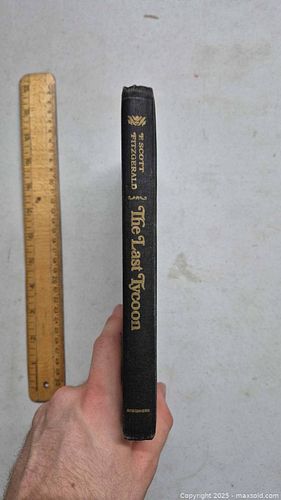 F. SCOTT
FITZGERALD
The Last Tycoon
SCRIBNERS
Copyright © 2025 - maxsold.com